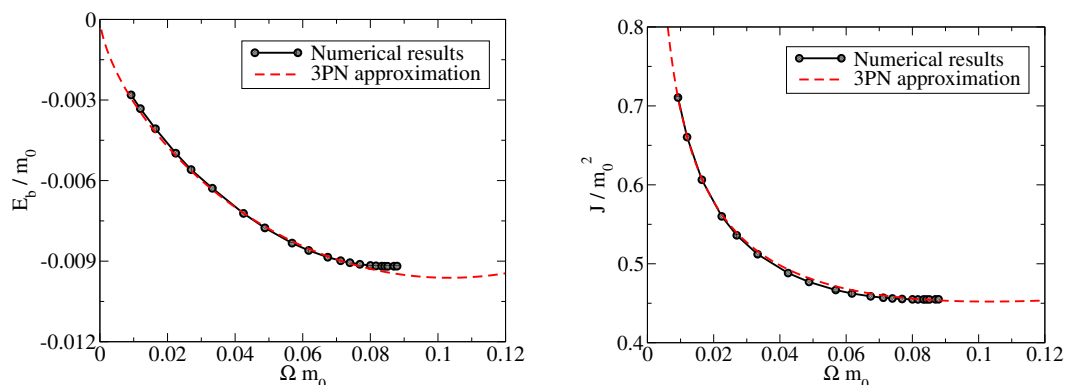 0
-0.003
-0.006
-0.009
-0.012
E_b / m_0
0 0.02 0.04 0.06 0.08 0.1 0.12
Ω m_0
Numerical results
3PN approximation
0.8
0.7
0.6
0.5
0.4
J / m_0^2
0 0.02 0.04 0.06 0.08 0.1 0.12
Ω m_0
Numerical results
3PN approximation